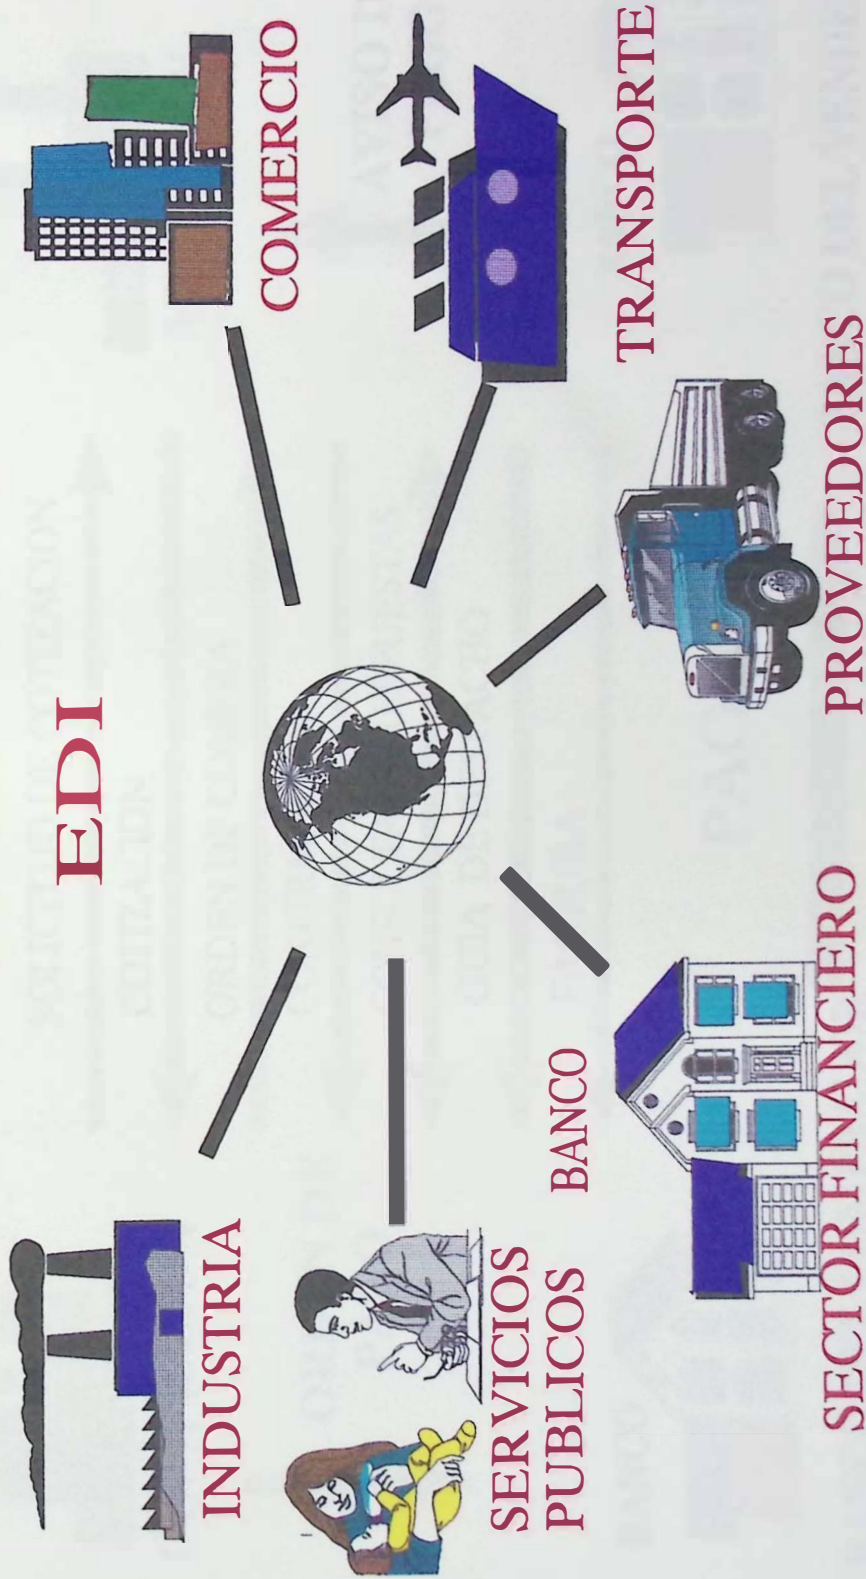 EDI
INDUSTRIA
COMERCIO
SERVICIOS
PUBLICOS
BANCO
TRANSPORTE
SECTOR FINANCIERO
PROVEEDORES